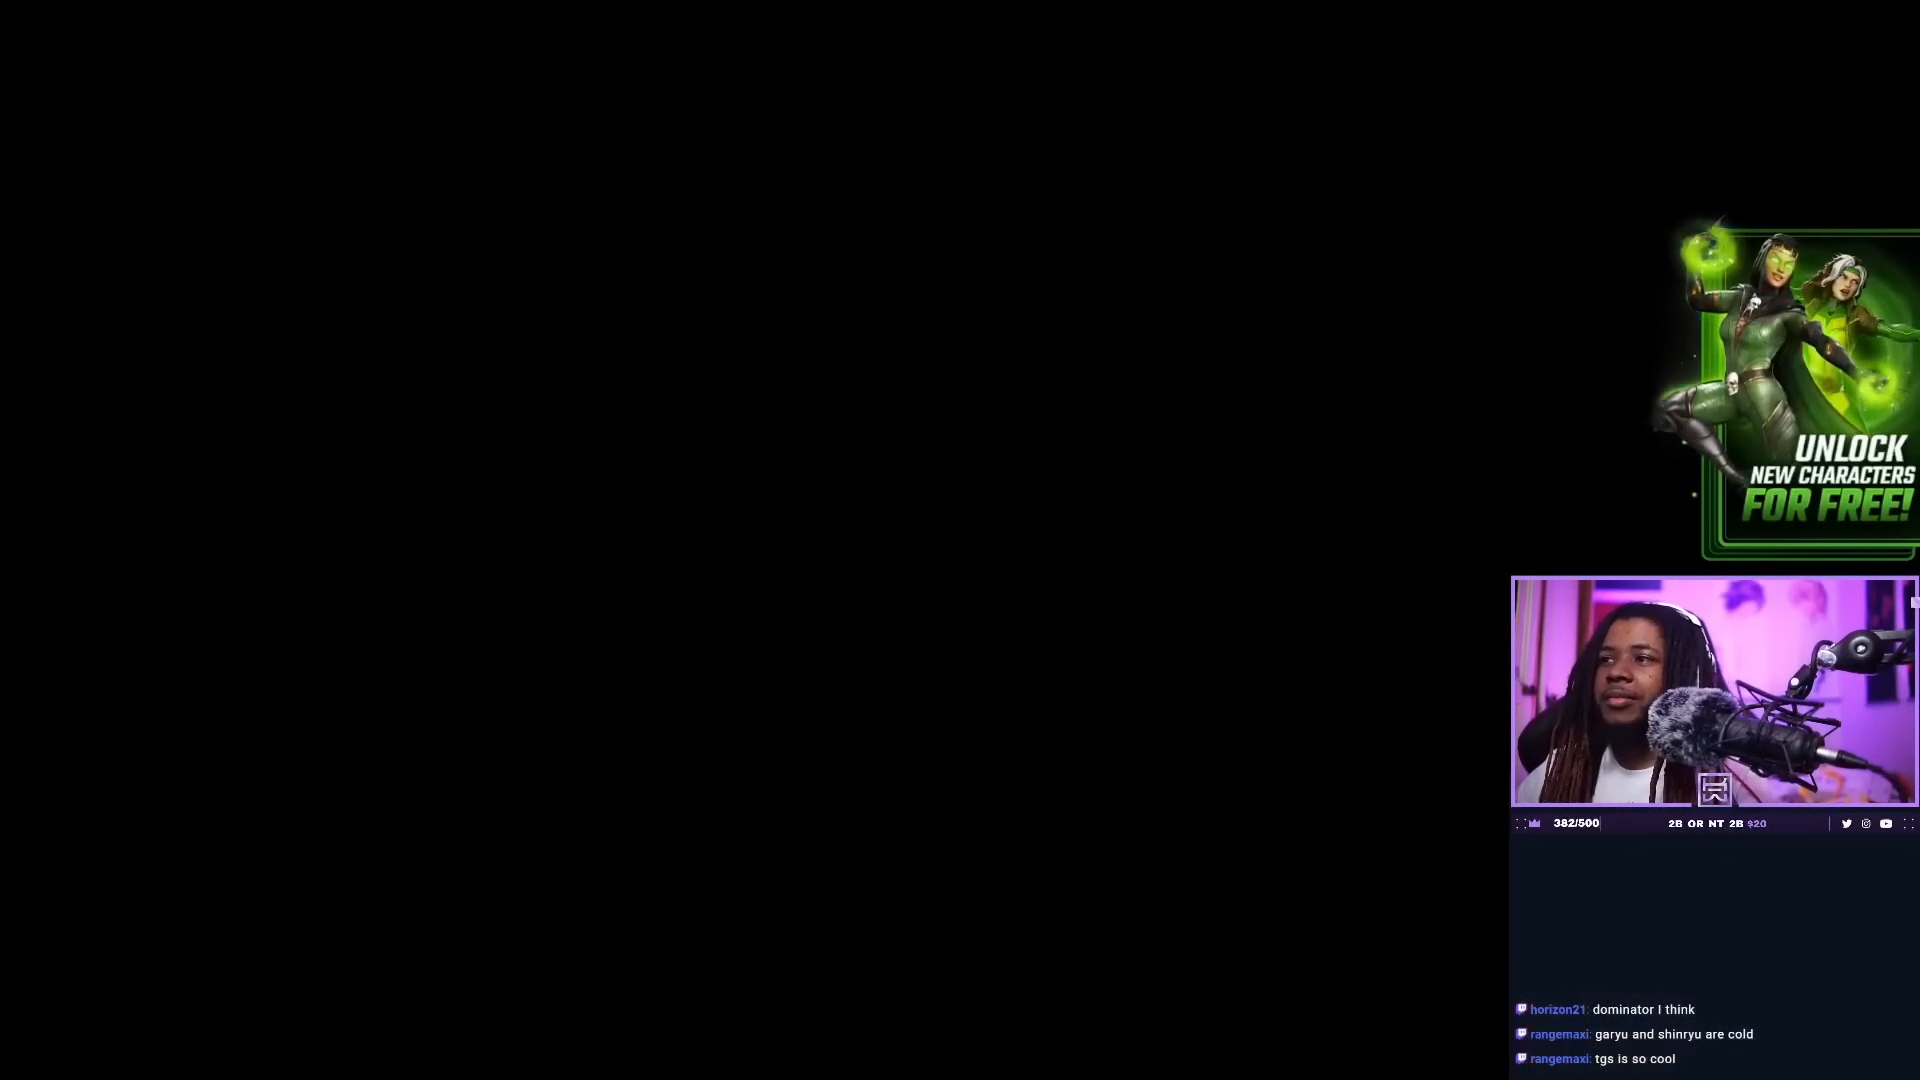 UNLOCK
NEW CHARACTERS
FOR FREE!
382/500
2B OR NT 2B $20
horizon21: dominator I think
rangemaxi: garyu and shinryu are cold
rangemaxi: tgs is so cool